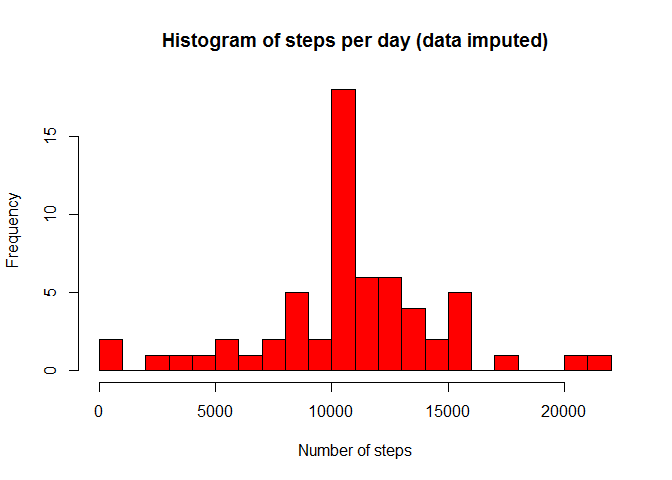 Histogram of steps per day (data imputed)
Frequency
15
10
5
0
0 5000 10000 15000 20000
Number of steps